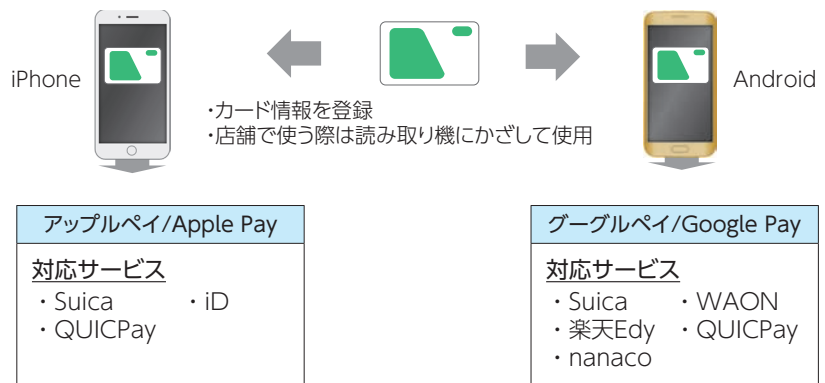 iPhone
Android
・カード情報を登録
・店舗で使う際は読み取り機にかざして使用
アップルペイ/Apple Pay
対応サービス
・Suica ・iD
・QUICPay
グーグルペイ/Google Pay
対応サービス
・Suica ・WAON
・楽天Edy ・QUICPay
・nanaco